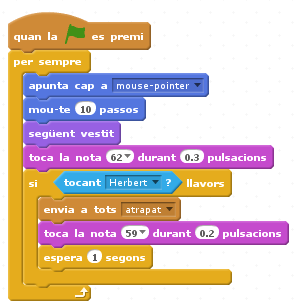 quan la es premi
per sempre
apunta cap a mouse-pointer
mou-te 10 passos
següent vestit
toca la nota 62 durant 0.3 pulsacions
si tocant Herbert ? llavors
envia a tots atrapat
toca la nota 59 durant 0.2 pulsacions
espera 1 segons